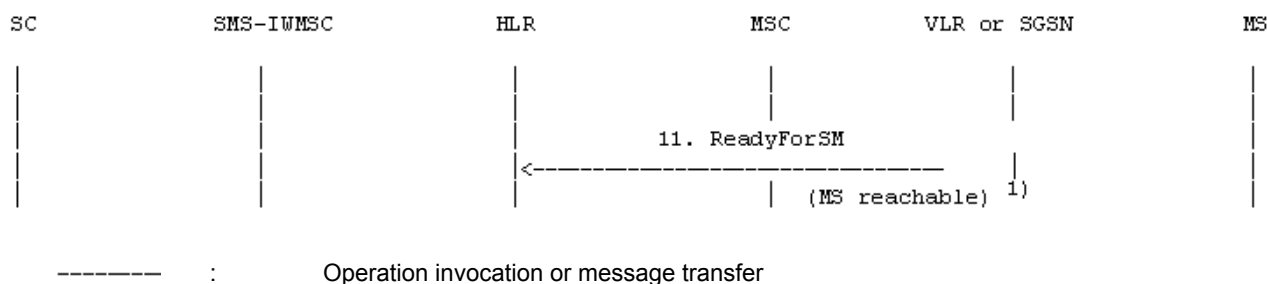 SC SMS-IWMSC HLR MSC VLR or SGSN MS
11. ReadyForSM
(MS reachable) 1)
: Operation invocation or message transfer